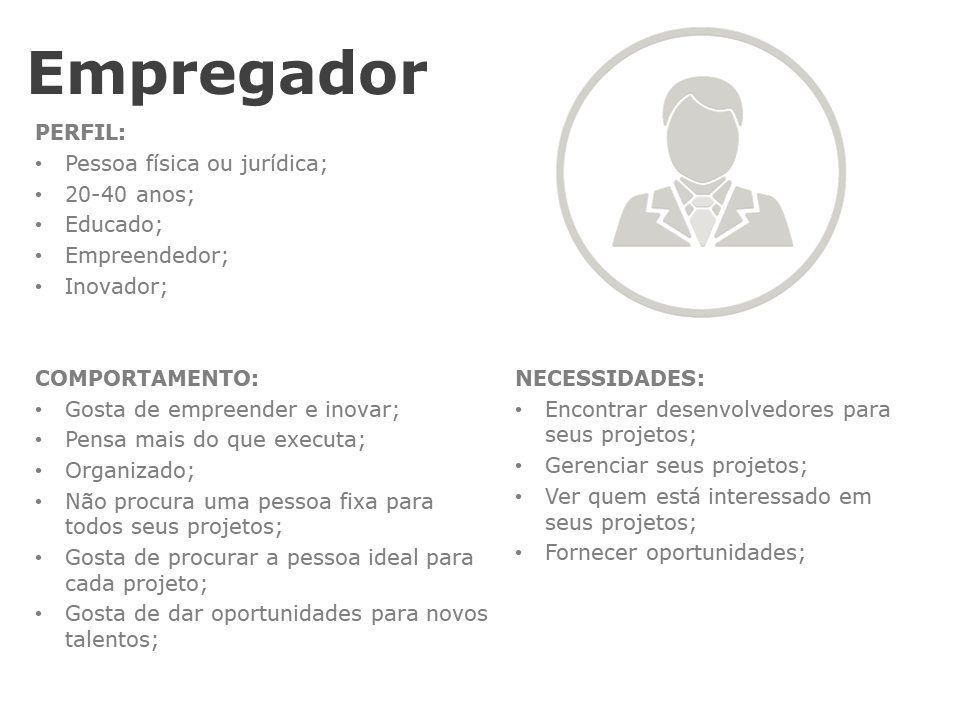 Empregador
PERFIL:
• Pessoa física ou jurídica;
• 20-40 anos;
• Educado;
• Empreendedor;
• Inovador;
COMPORTAMENTO:
• Gosta de empreender e inovar;
• Pensa mais do que executa;
• Organizado;
• Não procura uma pessoa fixa para
todos seus projetos;
• Gosta de procurar a pessoa ideal para
cada projeto;
• Gosta de dar oportunidades para novos
talentos;
NECESSIDADES:
• Encontrar desenvolvedores para
seus projetos;
• Gerenciar seus projetos;
• Ver quem está interessado em
seus projetos;
• Fornecer oportunidades;